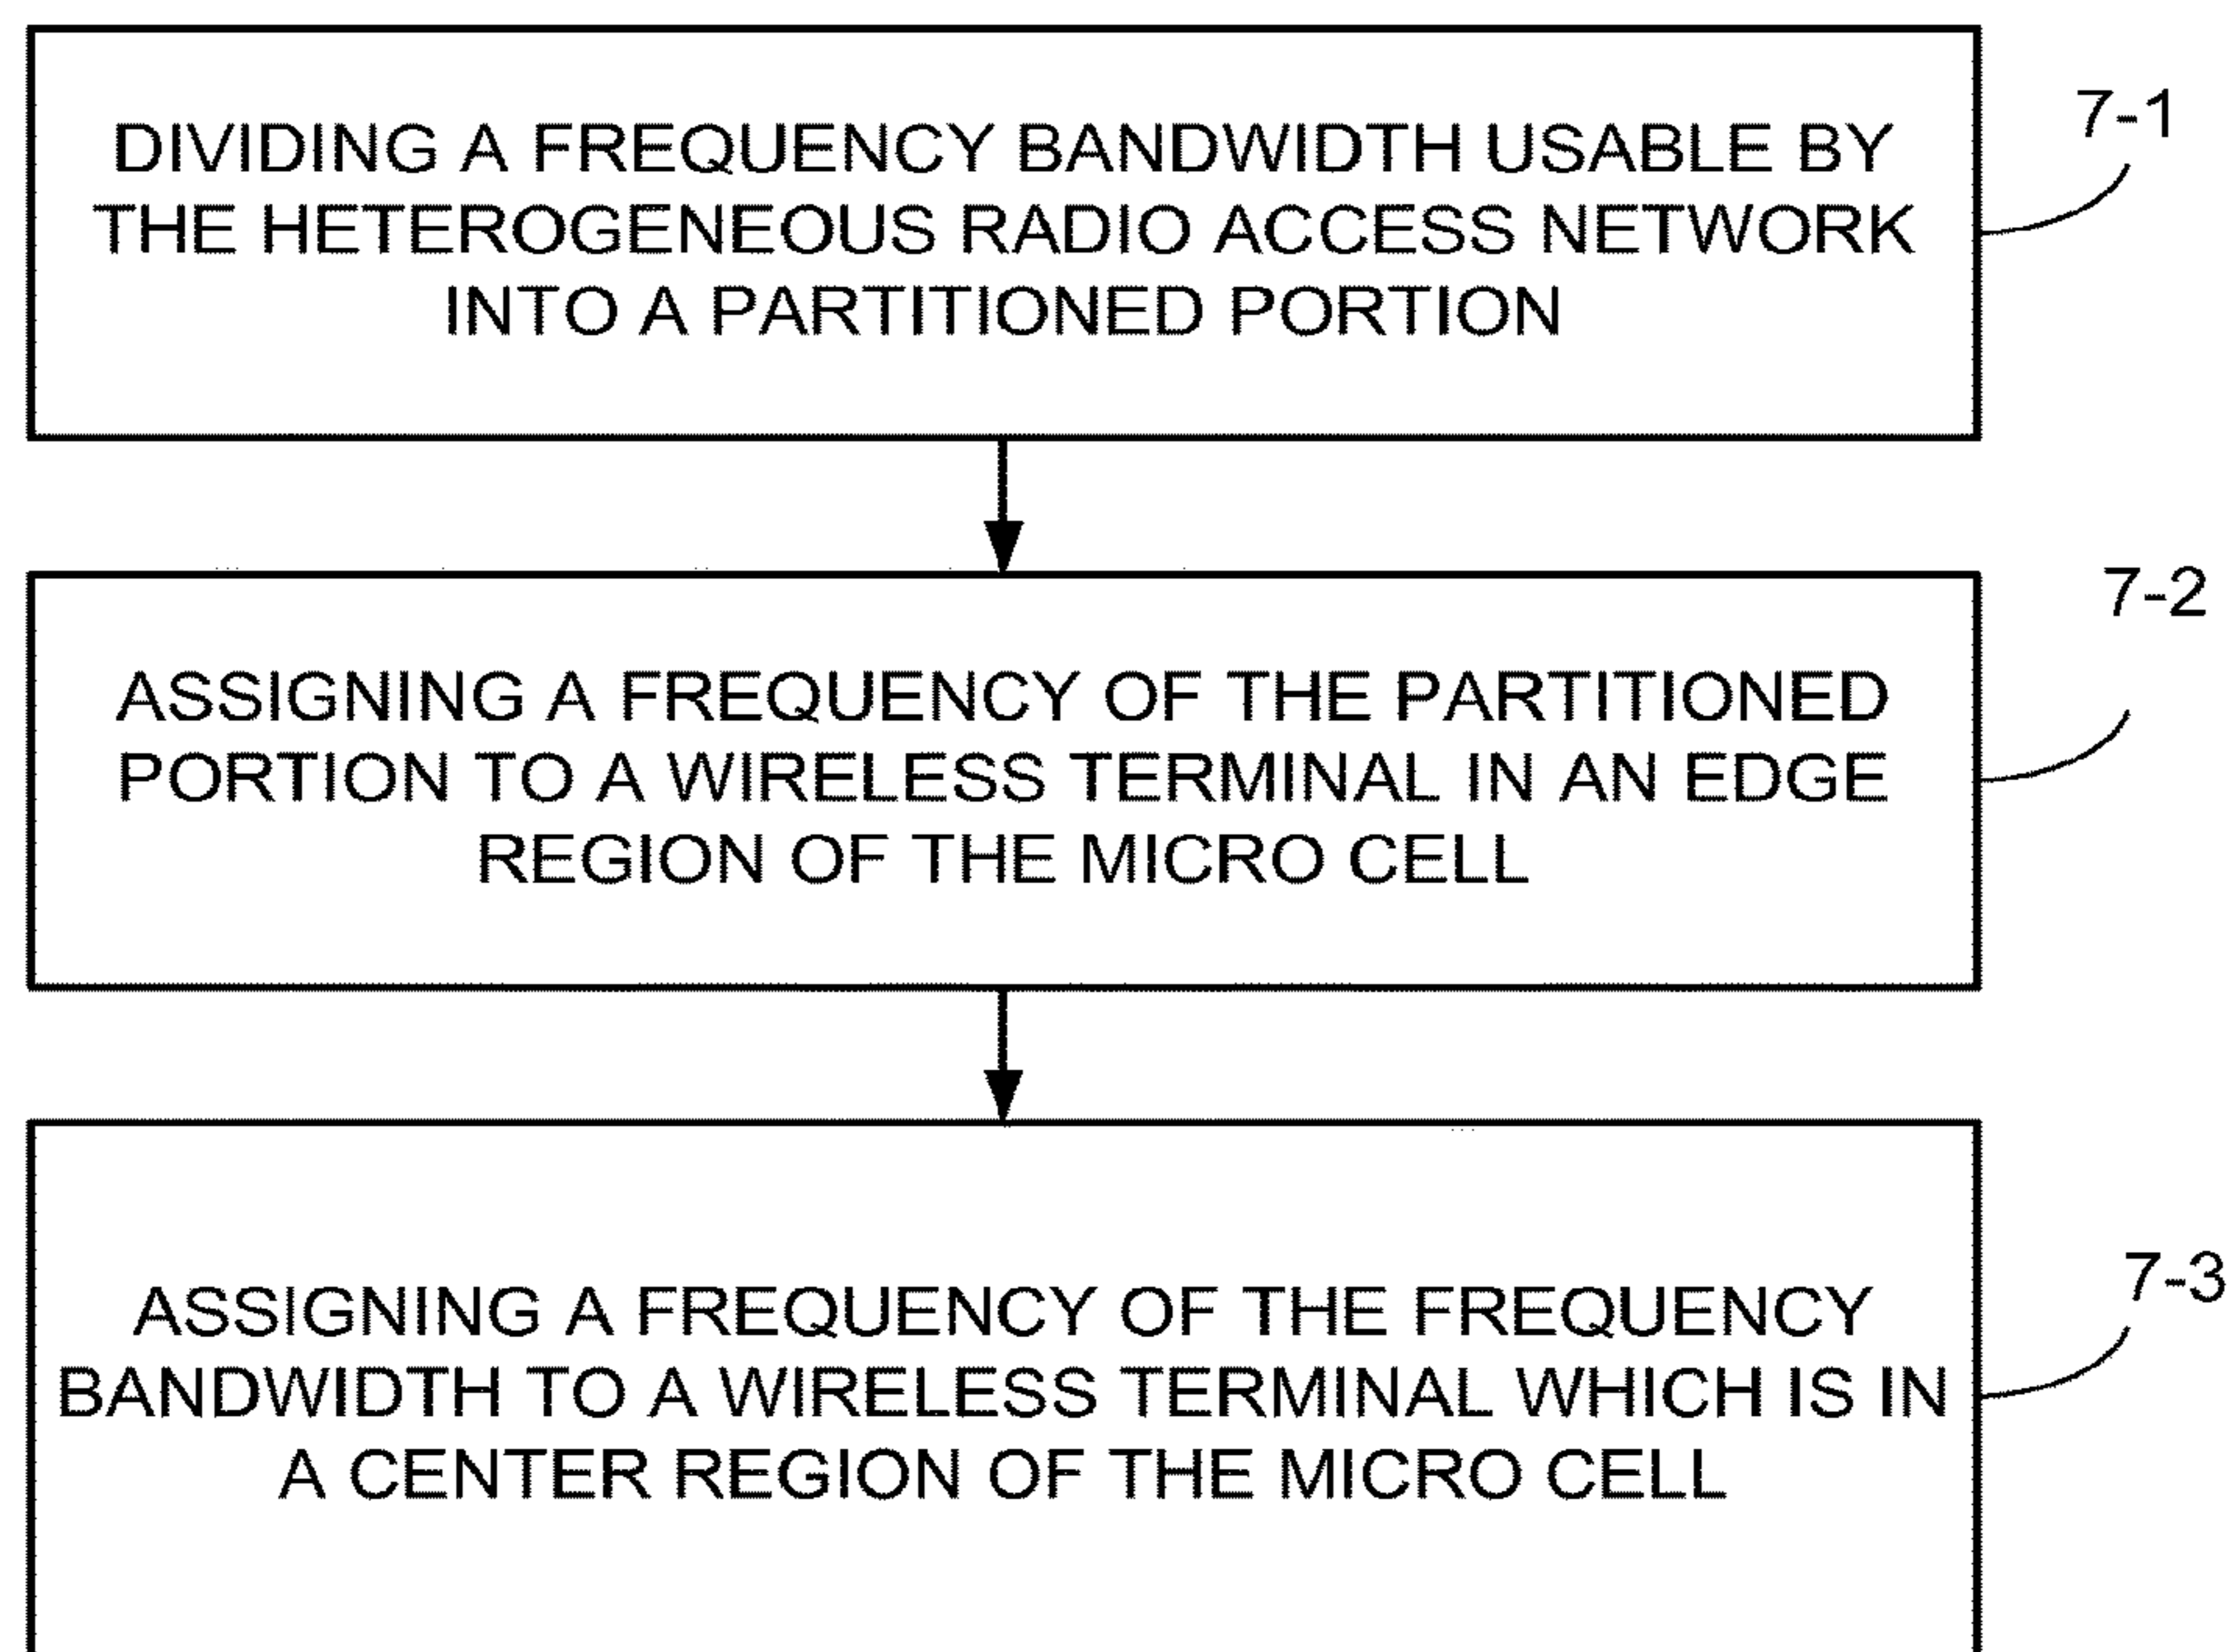 DIVIDING A FREQUENCY BANDWIDTH USABLE BY
THE HETEROGENEOUS RADIO ACCESS NETWORK
INTO A PARTITIONED PORTION
7-1
ASSIGNING A FREQUENCY OF THE PARTITIONED
PORTION TO A WIRELESS TERMINAL IN AN EDGE
REGION OF THE MICRO CELL
7-2
ASSIGNING A FREQUENCY OF THE FREQUENCY
BANDWIDTH TO A WIRELESS TERMINAL WHICH IS IN
A CENTER REGION OF THE MICRO CELL
7-3